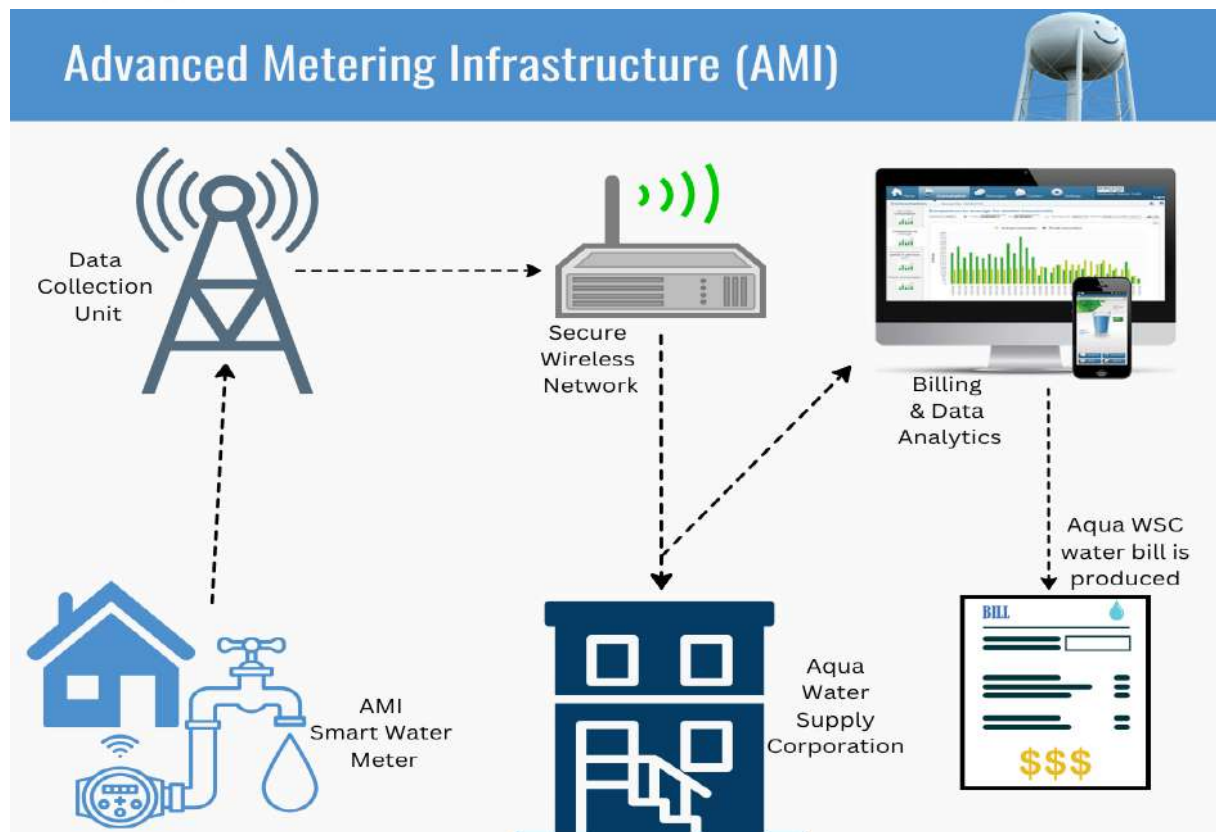 Advanced Metering Infrastructure (AMI)
Data
Collection
Unit
Secure
Wireless
Network
Billing
& Data
Analytics
Aqua WSC
water bill is
produced
BILL
$$$
AMI
Smart Water
Meter
Aqua
Water
Supply
Corporation